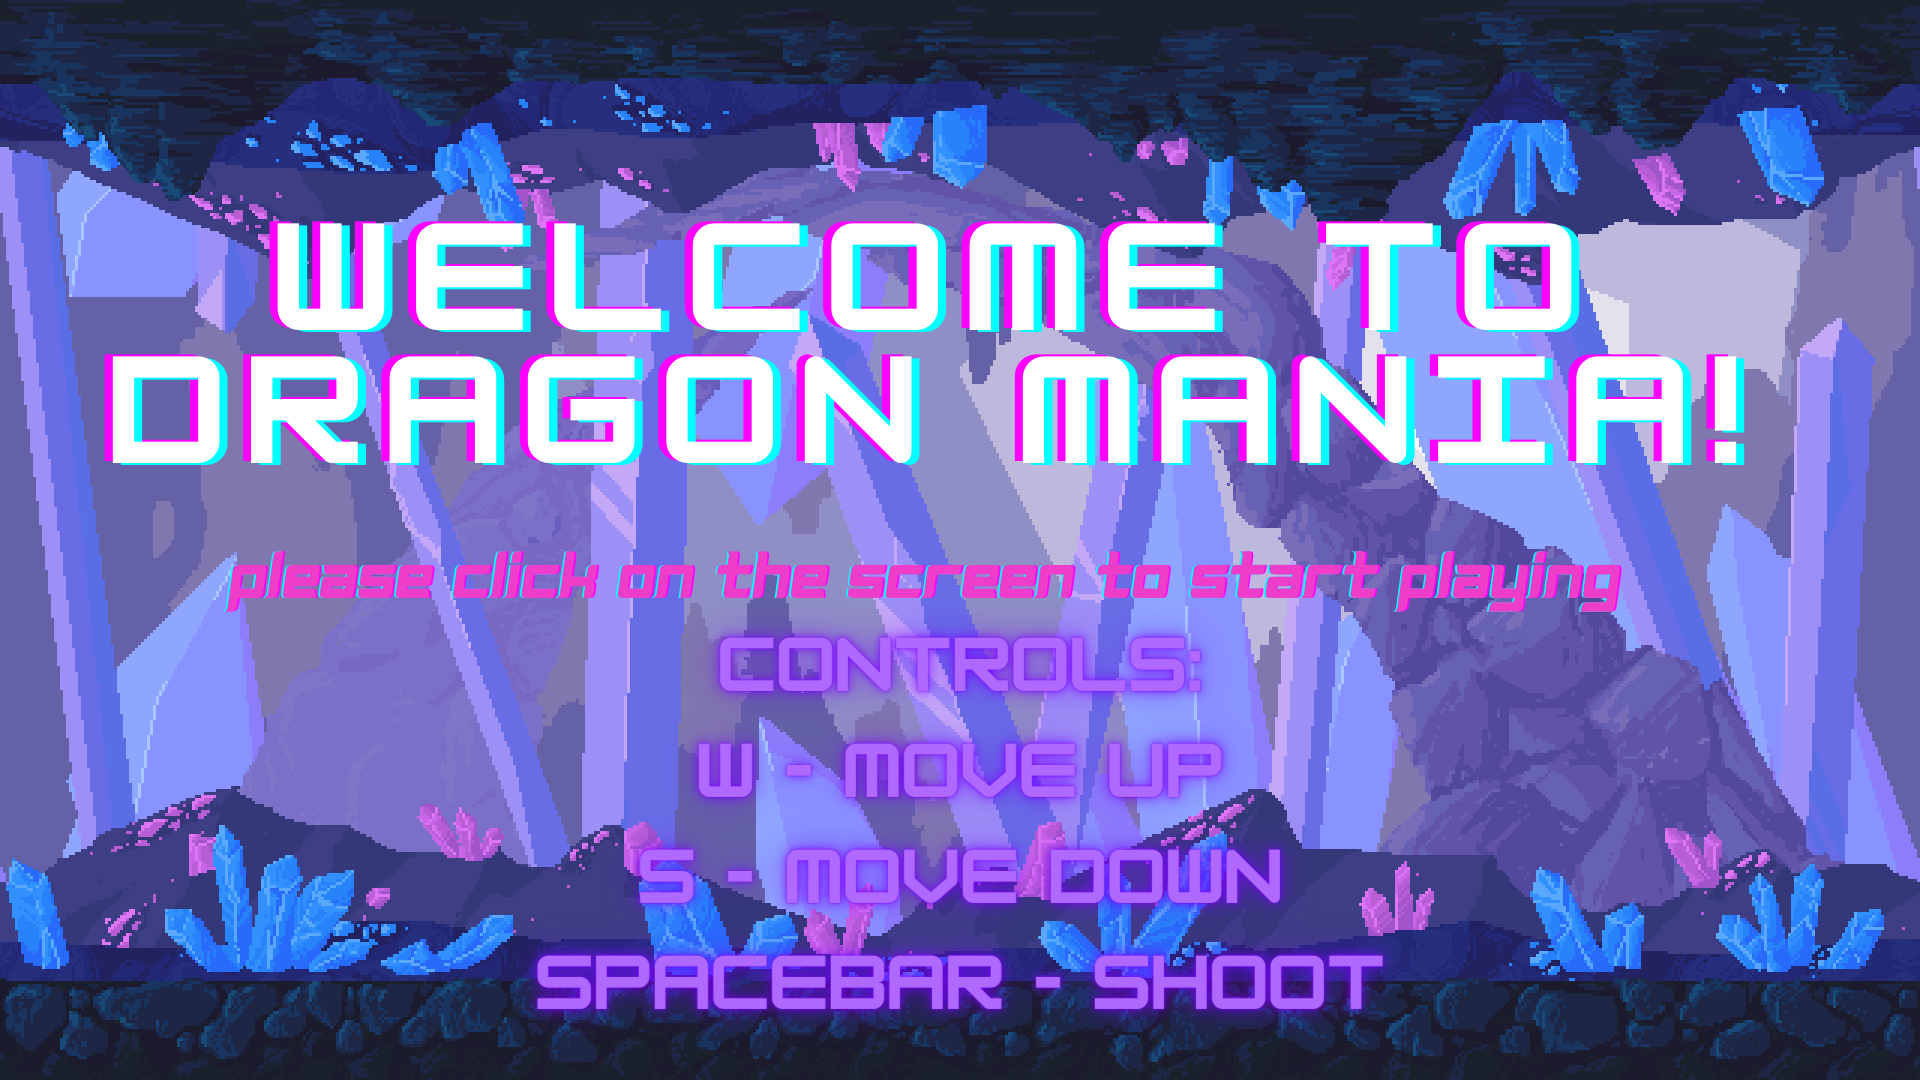 WELCOME TO
DRAGON MANIA!
please click on the screen to start playing
CONTROLS:
W - MOVE UP
S - MOVE DOWN
SPACEBAR - SHOOT